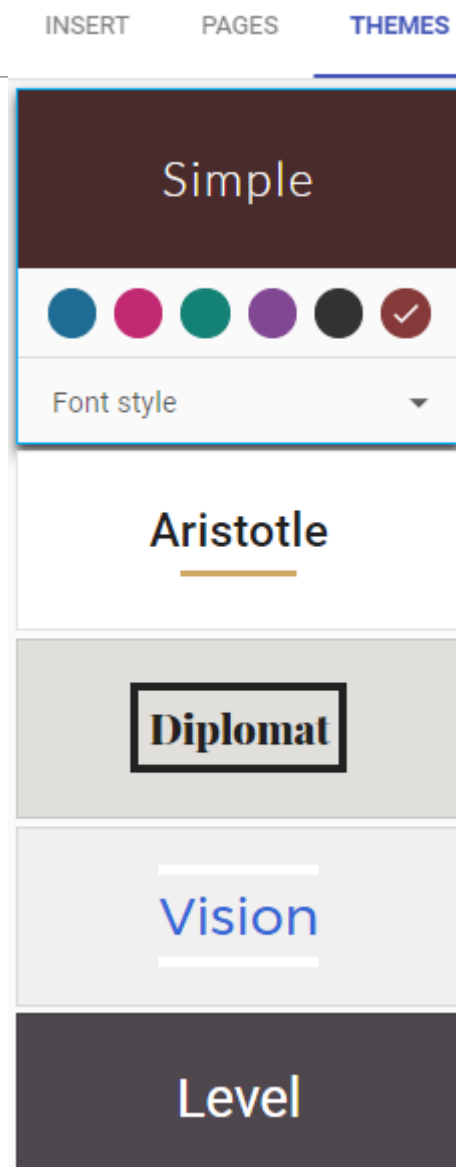 INSERT PAGES THEMES
Simple
Font style
Aristotle
Diplomat
Vision
Level